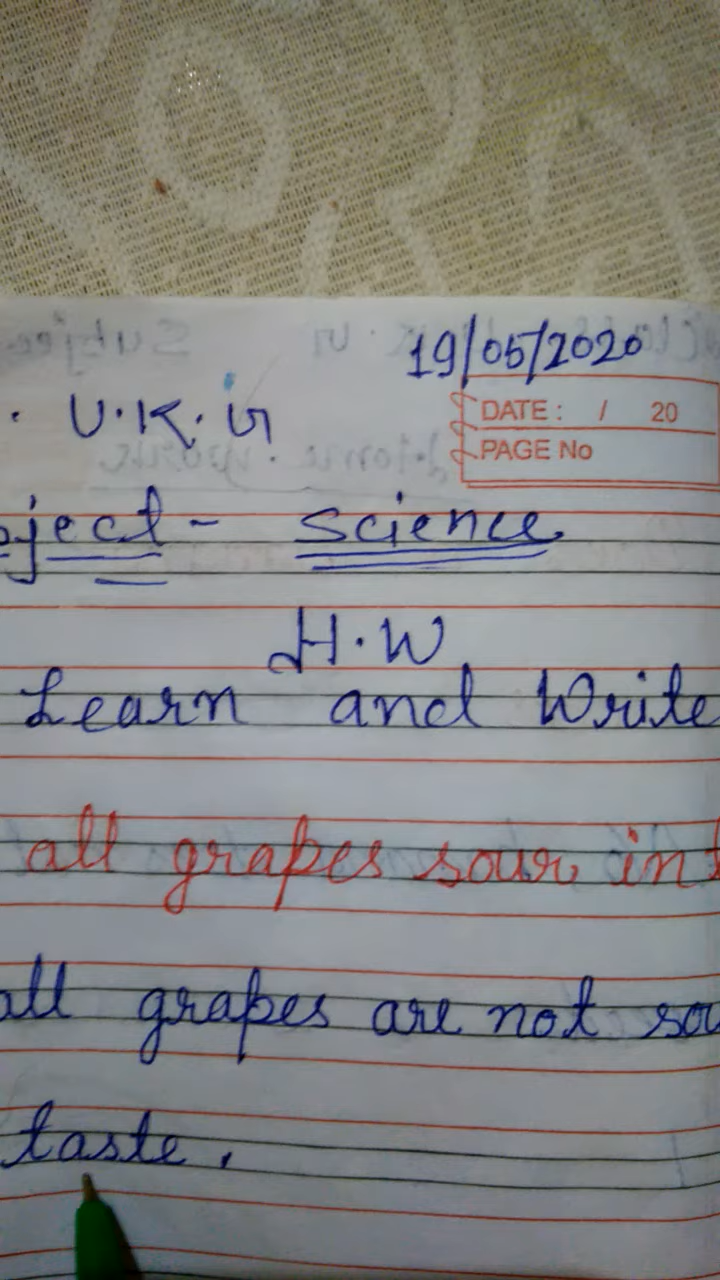 19/05/2020
. U.K.G
DATE : / 20
PAGE No
ject - science
H.W
Learn and Write
all grapes sour in
all grapes are not so
taste.